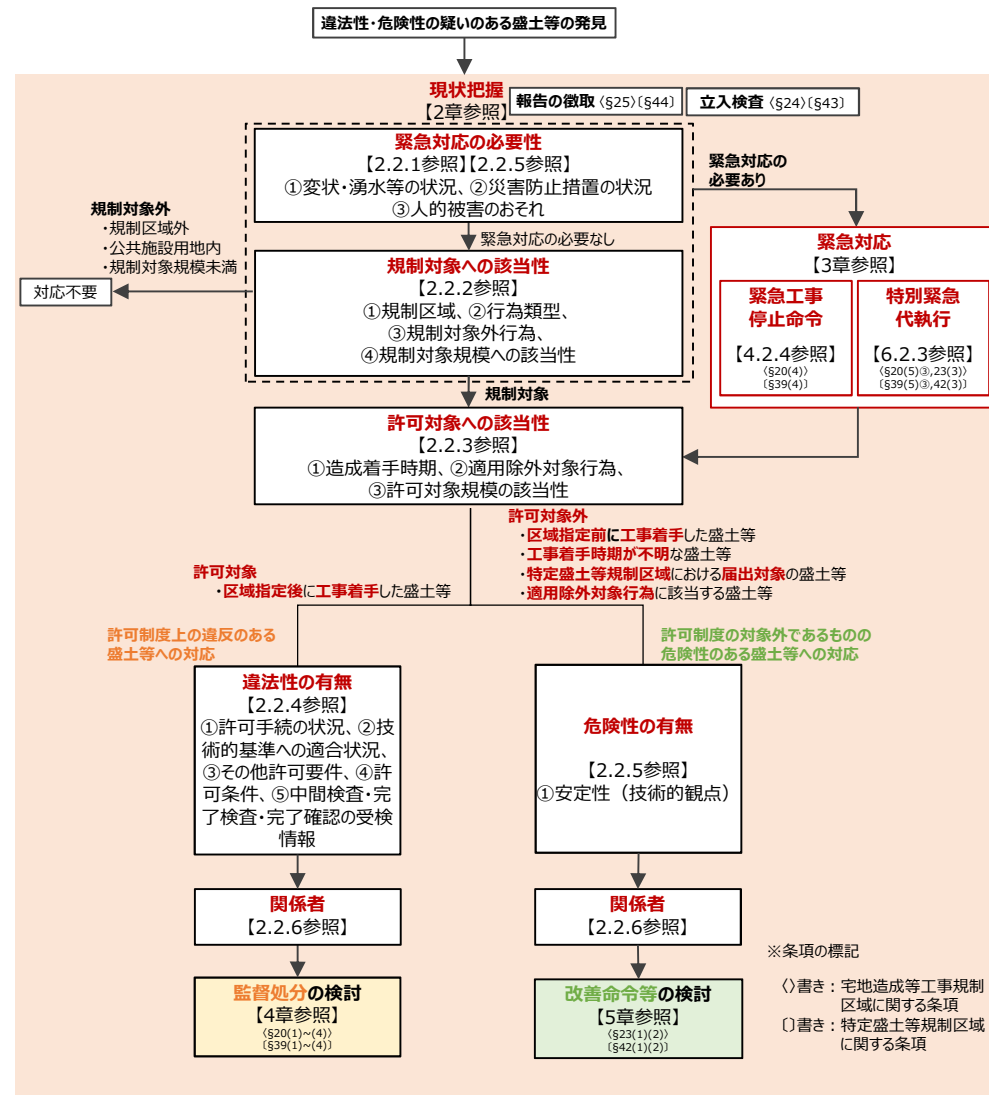 違法性・危険性の疑いのある盛土等の発見
現状把握
【2章参照】
報告の徴取〈§25〉〔§44〕
立入検査〈§24〉〔§43〕
緊急対応の必要性
【2.2.1参照】【2.2.5参照】
①変状・湧水等の状況、②災害防止措置の状況
③人的被害のおそれ
緊急対応の
必要あり
緊急対応の必要なし
規制対象外
・規制区域外
・公共施設用地内
・規制対象規模未満
対応不要
規制対象への該当性
【2.2.2参照】
①規制区域、②行為類型、
③規制対象外行為、
④規制対象規模への該当性
緊急対応
【3章参照】
緊急工事
停止命令
【4.2.4参照】
〈§20(4)〉
〔§39(4)〕
特別緊急
代執行
【6.2.3参照】
〈§20(5)③,23(3)〉
〔§39(5)③,42(3)〕
規制対象
許可対象への該当性
【2.2.3参照】
①造成着手時期、②適用除外対象行為、
③許可対象規模の該当性
許可対象外
・区域指定前に工事着手した盛土等
・工事着手時期が不明な盛土等
・特定盛土等規制区域における届出対象の盛土等
・適用除外対象行為に該当する盛土等
許可対象
・区域指定後に工事着手した盛土等
許可制度上の違反のある
盛土等への対応
許可制度の対象外であるものの
危険性のある盛土等への対応
違法性の有無
【2.2.4参照】
①許可手続の状況、②技
術的基準への適合状況、
③その他許可要件、④許
可条件、⑤中間検査・完
了検査・完了確認の受検
情報
危険性の有無
【2.2.5参照】
①安定性（技術的観点）
関係者
【2.2.6参照】
関係者
【2.2.6参照】
監督処分の検討
【4章参照】
〈§20(1)~(4)〉
〔§39(1)~(4)〕
改善命令等の検討
【5章参照】
〈§23(1)(2)〉
〔§42(1)(2)〕
※条項の標記
〈〉書き：宅地造成等工事規制
区域に関する条項
〔〕書き：特定盛土等規制区域
に関する条項